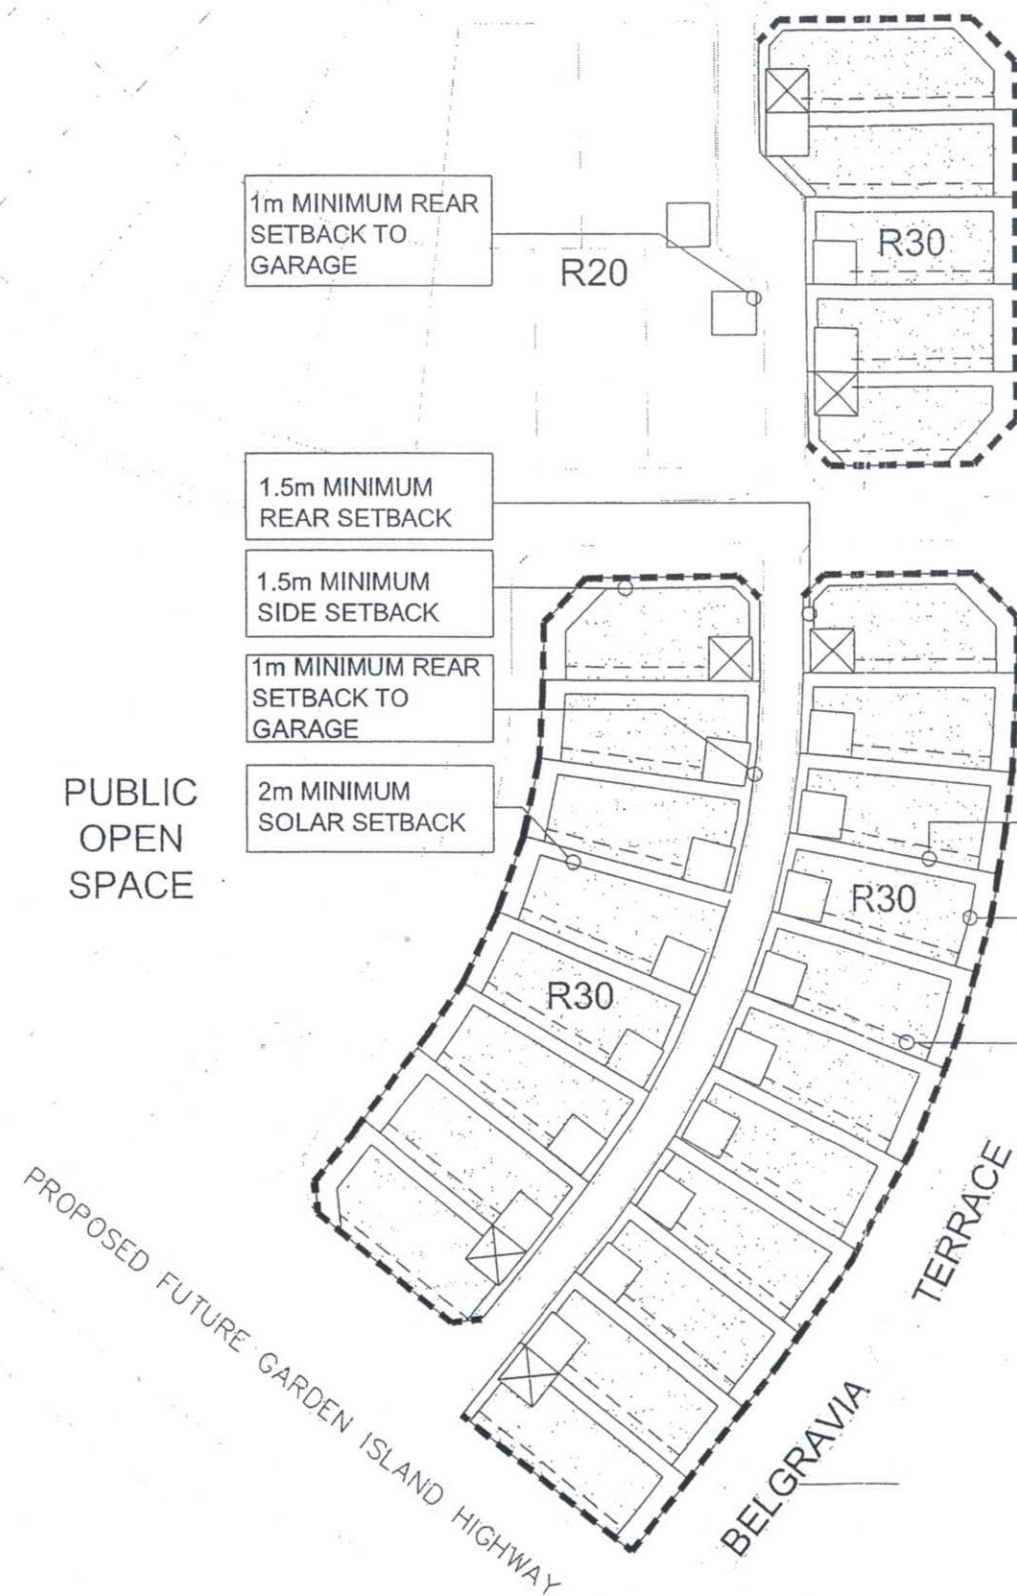 1m MINIMUM REAR
SETBACK TO
GARAGE
R20
R30
1.5m MINIMUM
REAR SETBACK
1.5m MINIMUM
SIDE SETBACK
1m MINIMUM REAR
SETBACK TO
GARAGE
2m MINIMUM
SOLAR SETBACK
PUBLIC
OPEN
SPACE
R30
R30
PROPOSED FUTURE GARDEN ISLAND HIGHWAY
BELGRAVIA TERRACE